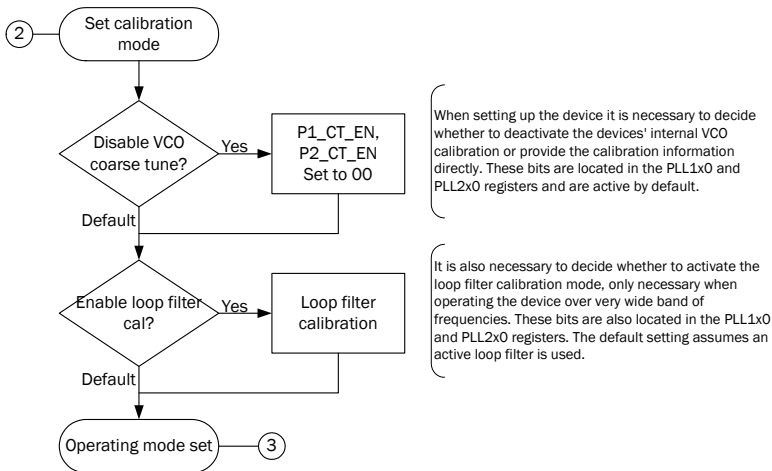 2
Set calibration
mode
Disable VCO
coarse tune?
Yes
P1_CT_EN,
P2_CT_EN
Set to 00
When setting up the device it is necessary to decide
whether to deactivate the devices' internal VCO
calibration or provide the calibration information
directly. These bits are located in the PLL1x0 and
PLL2x0 registers and are active by default.
Default
Enable loop filter
cal?
Yes
Loop filter
calibration
It is also necessary to decide whether to activate the
loop filter calibration mode, only necessary when
operating the device over very wide band of
frequencies. These bits are also located in the PLL1x0
and PLL2x0 registers. The default setting assumes an
active loop filter is used.
Default
Operating mode set
3